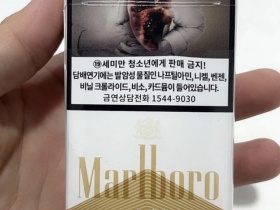 ⑲세미만 청소년에게 판매 금지!
담배연기에는 발암성 물질인 나프틸아민, 니켈, 벤젠,
비닐 크롤라이드, 비소, 카드뮴이 들어있습니다.
금연상담전화 1544-9030
Marlboro